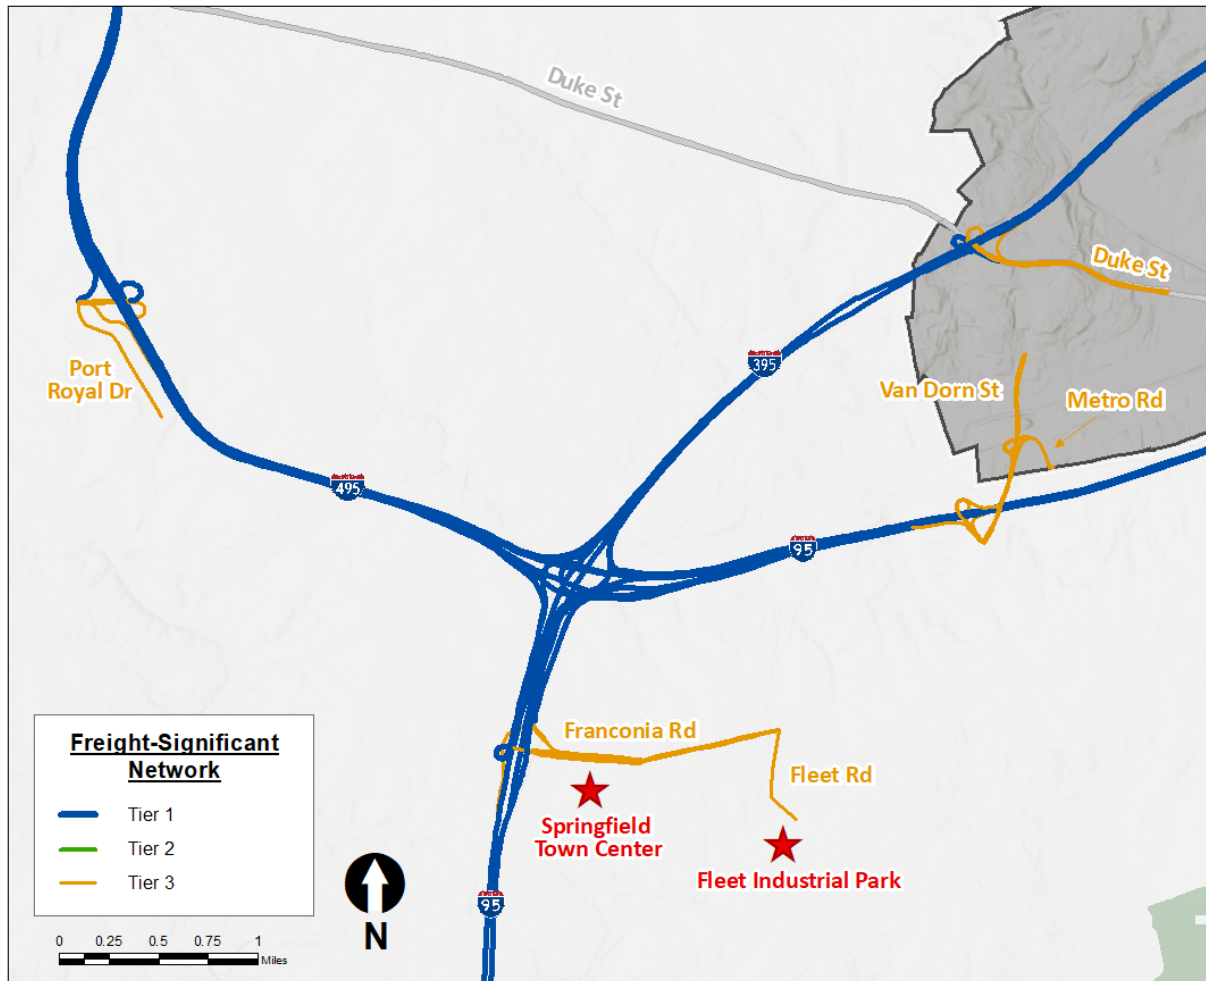 Duke St
Duke St
395
Port
Royal Dr
Van Dorn St
Metro Rd
495
95
Franconia Rd
Fleet Rd
Springfield
Town Center
Fleet Industrial Park
95
Freight-Significant
Network
Tier 1
Tier 2
Tier 3
N
0 0.25 0.5 0.75 1
Miles